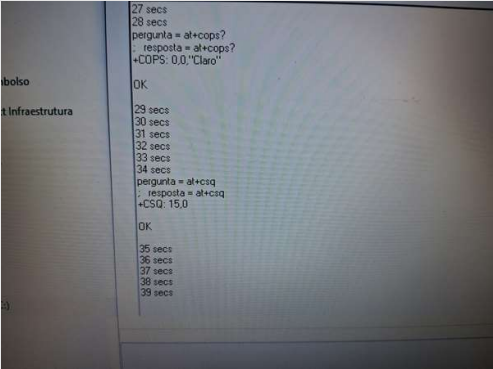 27 secs
28 secs
pergunta = at+cops?
;  resposta = at+cops?
+COPS: 0,0,"Claro"
OK
29 secs
30 secs
31 secs
32 secs
33 secs
34 secs
pergunta = at+csq
;  resposta = at+csq
+CSQ: 15,0
OK
35 secs
36 secs
37 secs
38 secs
39 secs
nbolso
ct Infraestrutura
:)